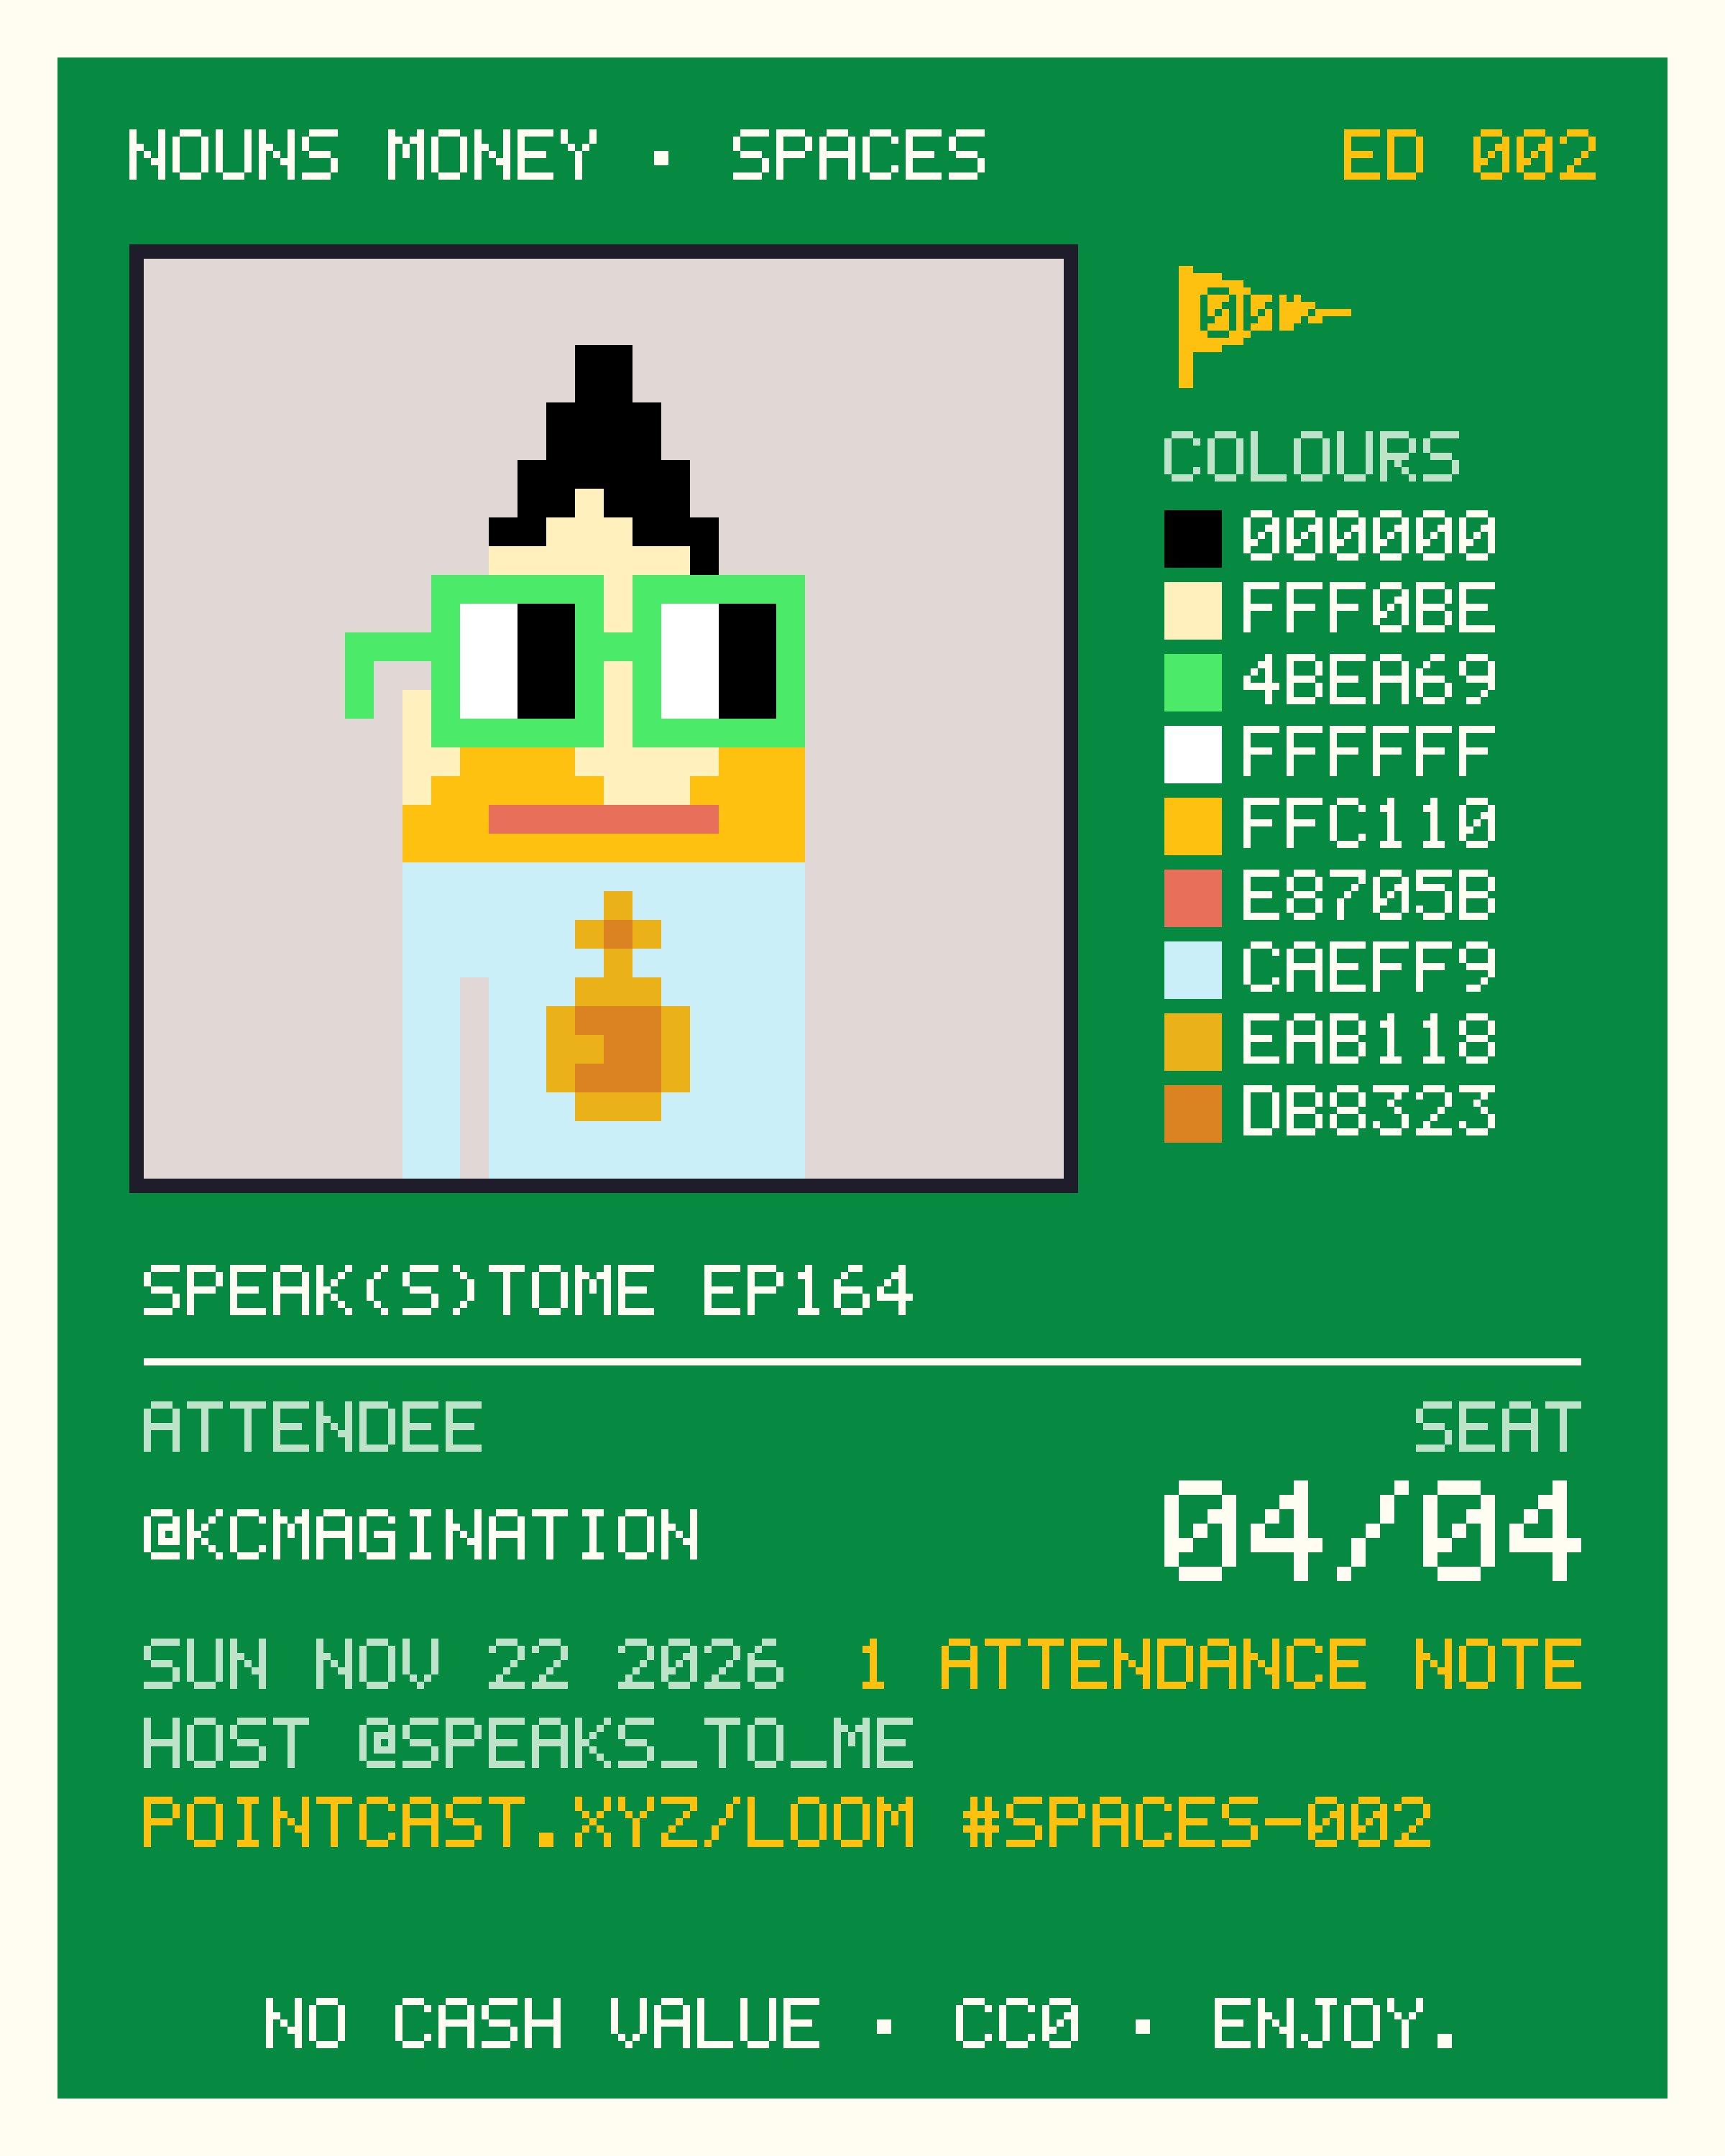 NOUNS MONEY · SPACES
ED 002
COLOURS
000000
FFF0BE
4BEA69
FFFFFF
FFC110
E8705B
CAEFF9
EAB118
DB8323
SPEAK(S)TOME EP164
ATTENDEE
SEAT
@KCMAGINATION
04/04
SUN NOV 22 2026
1 ATTENDANCE NOTE
HOST @SPEAKS_TO_ME
POINTCAST.XYZ/LOOM #SPACES-002
NO CASH VALUE · CC0 · ENJOY.